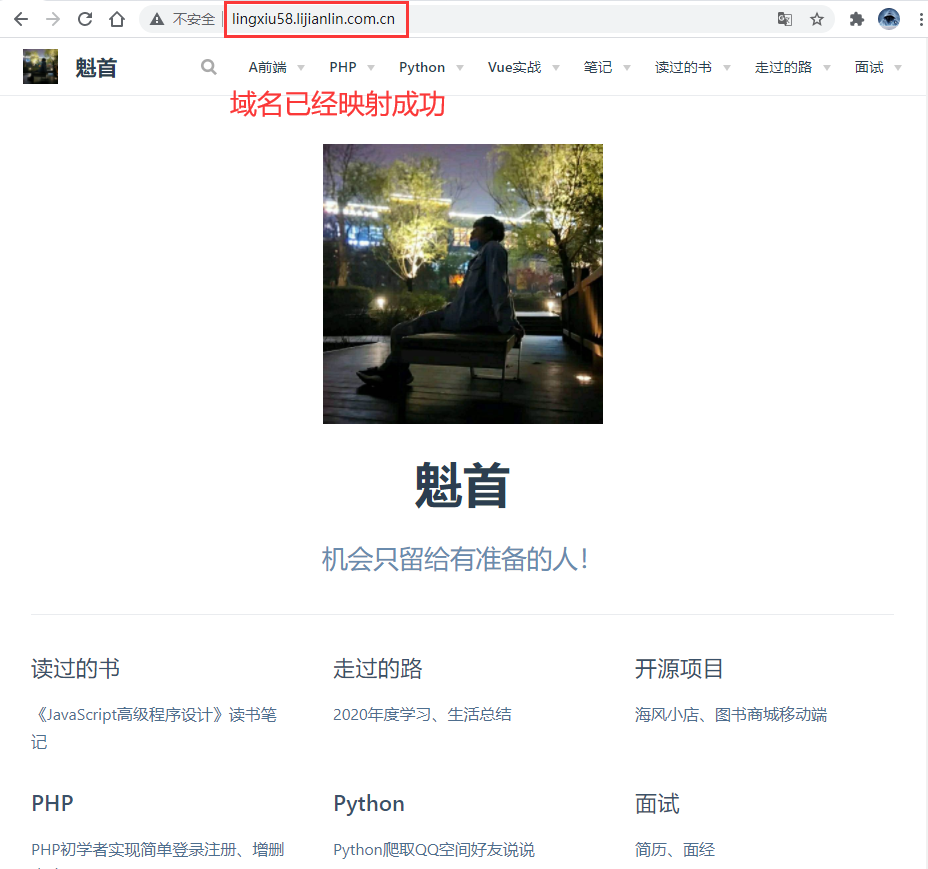 不安全 lingxiu58.lijianlin.com.cn
魁首 A前端 PHP Python Vue实战 笔记 读过的书 走过的路 面试
域名已经映射成功
魁首
机会只留给有准备的人！
读过的书 走过的路 开源项目
《JavaScript高级程序设计》读书笔 2020年度学习、生活总结 海风小店、图书商城移动端
记
PHP Python 面试
PHP初学者实现简单登录注册、增删 Python爬取QQ空间好友说说 简历、面经